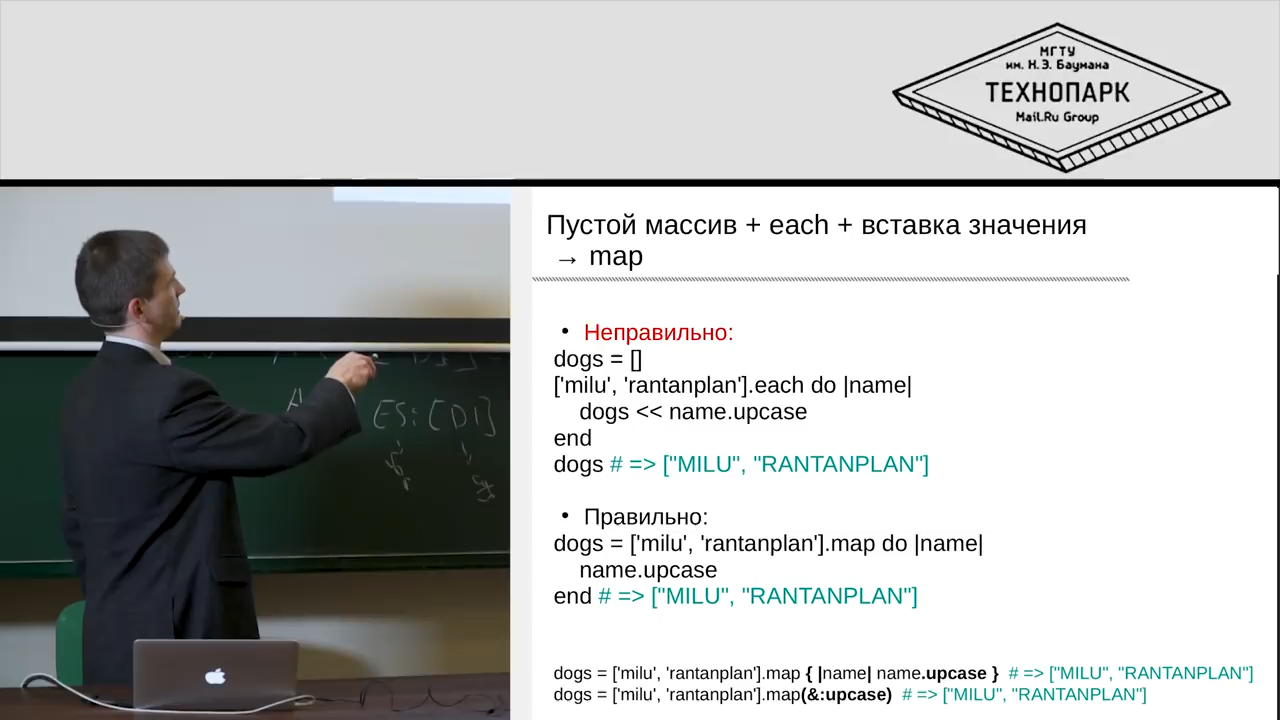 МГТУ
им. Н.Э. Баумана
ТЕХНОПАРК
Mail.Ru Group
Пустой массив + each + вставка значения
→ map
• Неправильно:
dogs = []
['milu', 'rantanplan'].each do |name|
dogs << name.upcase
end
dogs # => ["MILU", "RANTANPLAN"]
• Правильно:
dogs = ['milu', 'rantanplan'].map do |name|
name.upcase
end # => ["MILU", "RANTANPLAN"]
dogs = ['milu', 'rantanplan'].map { |name| name.upcase } # => ["MILU", "RANTANPLAN"]
dogs = ['milu', 'rantanplan'].map(&:upcase) # => ["MILU", "RANTANPLAN"]